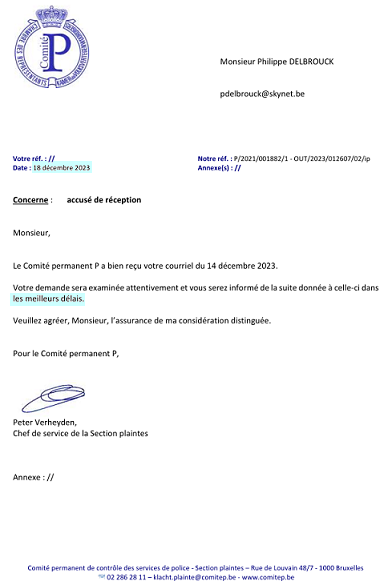 Comité
P
CHAMBRE DES REPRÉSENTANTS
Monsieur Philippe DELBROUCK
pdelbrouck@skynet.be
Votre réf. : //
Notre réf. : P/2021/001882/1 - OUT/2023/012607/02/ip
Date : 18 décembre 2023
Annexe(s) : //
Concerne : accusé de réception
Monsieur,
Le Comité permanent P a bien reçu votre courriel du 14 décembre 2023.
Votre demande sera examinée attentivement et vous serez informé de la suite donnée à celle-ci dans
les meilleurs délais.
Veuillez agréer, Monsieur, l'assurance de ma considération distinguée.
Pour le Comité permanent P,
Peter Verheyden,
Chef de service de la Section plaintes
Annexe : //
Comité permanent de contrôle des services de police - Section plaintes – Rue de Louvain 48/7 - 1000 Bruxelles
02 286 28 11 – klacht.plainte@comitep.be - www.comitep.be